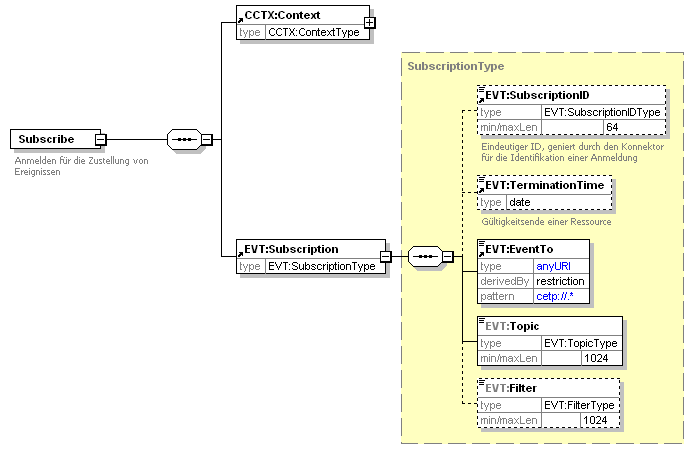 CCTX:Context
type CCTX:ContextType
SubscriptionType
EVT:SubscriptionID
type EVT:SubscriptionIDType
min/maxLen 64
Eindeutiger ID, geniert durch den Konnektor
für die Identifikation einer Anmeldung
Subscribe
Anmelden für die Zustellung von
Ereignissen
EVT:TerminationTime
type date
Gültigkeitsende einer Ressource
EVT:Subscription
type EVT:SubscriptionType
EVT:EventTo
type anyURI
derivedBy restriction
pattern cetp://.*
EVT:Topic
type EVT:TopicType
min/maxLen 1024
EVT:Filter
type EVT:FilterType
min/maxLen 1024